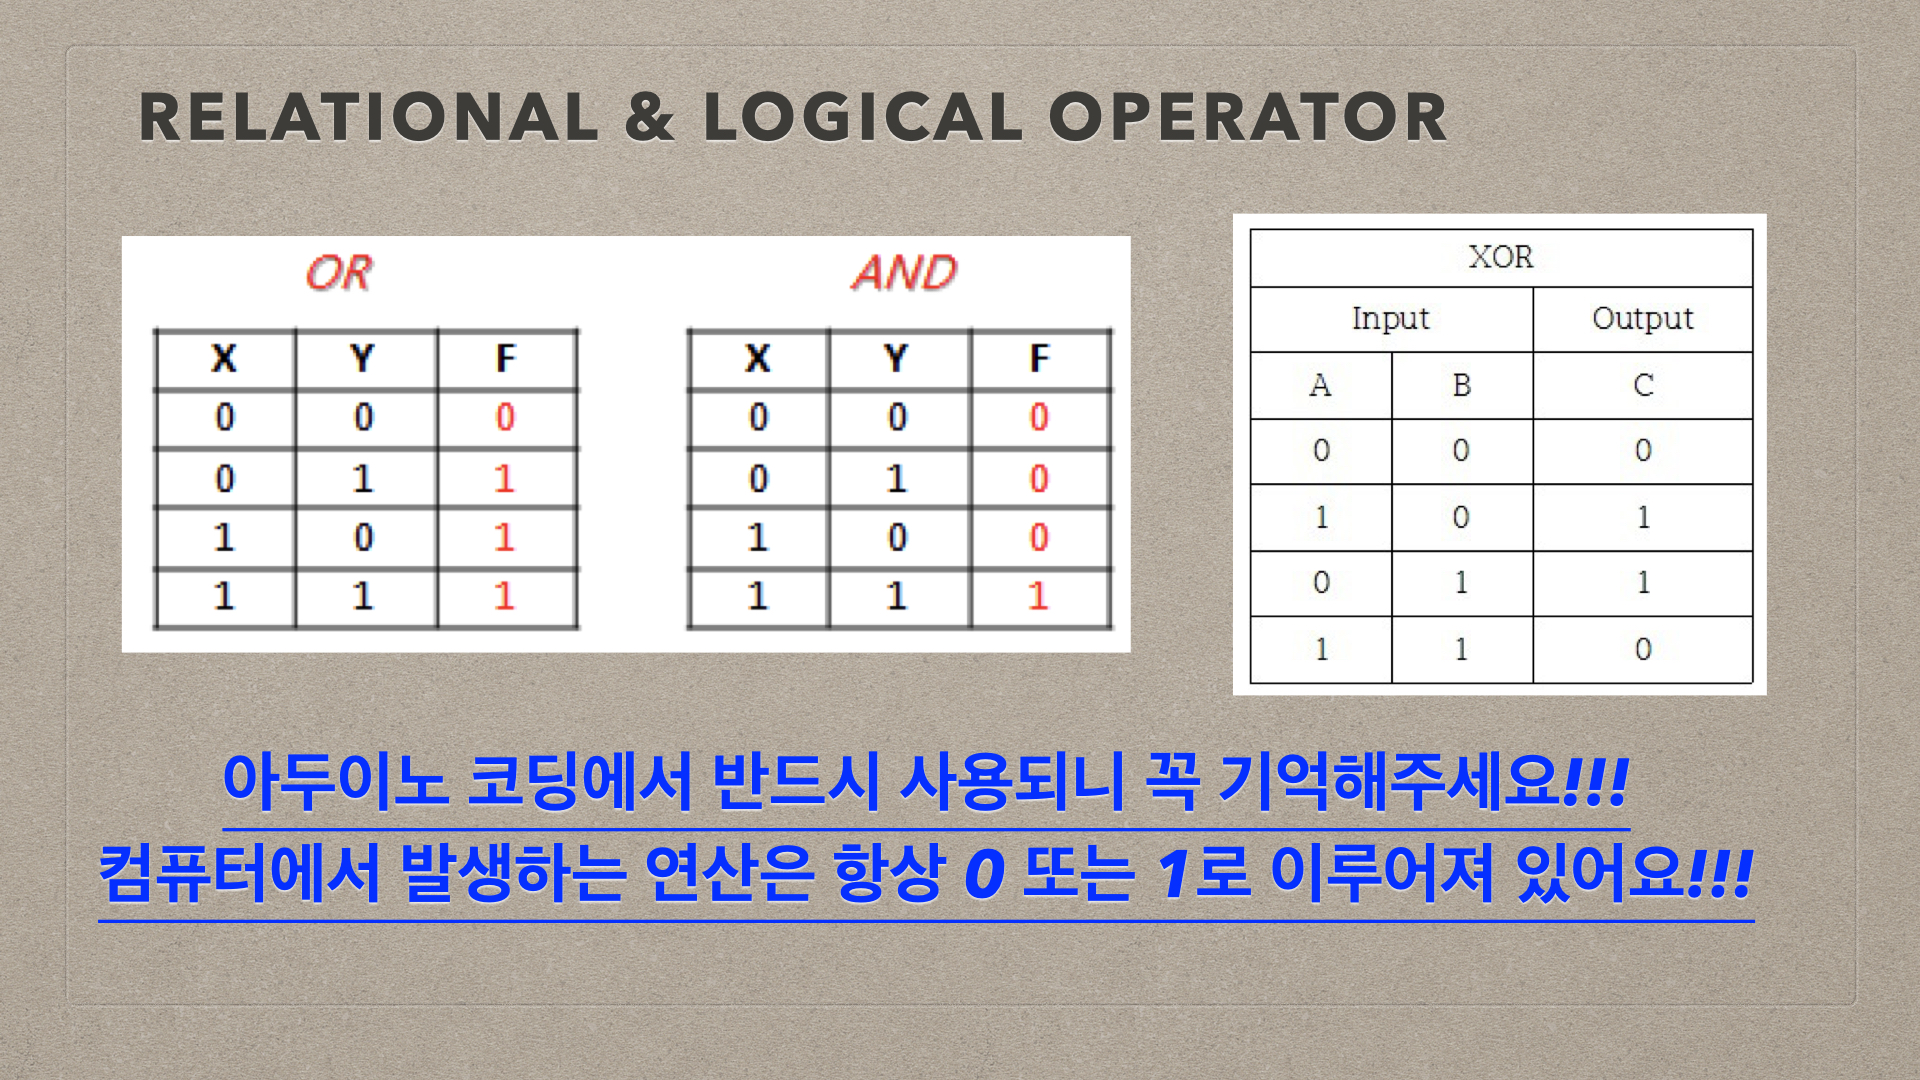 RELATIONAL & LOGICAL OPERATOR
OR
X Y F
0 0 0
0 1 1
1 0 1
1 1 1
AND
X Y F
0 0 0
0 1 0
1 0 0
1 1 1
XOR
Input Output
A B C
0 0 0
1 0 1
0 1 1
1 1 0
아두이노 코딩에서 반드시 사용되니 꼭 기억해주세요!!!
컴퓨터에서 발생하는 연산은 항상 0 또는 1로 이루어져 있어요!!!